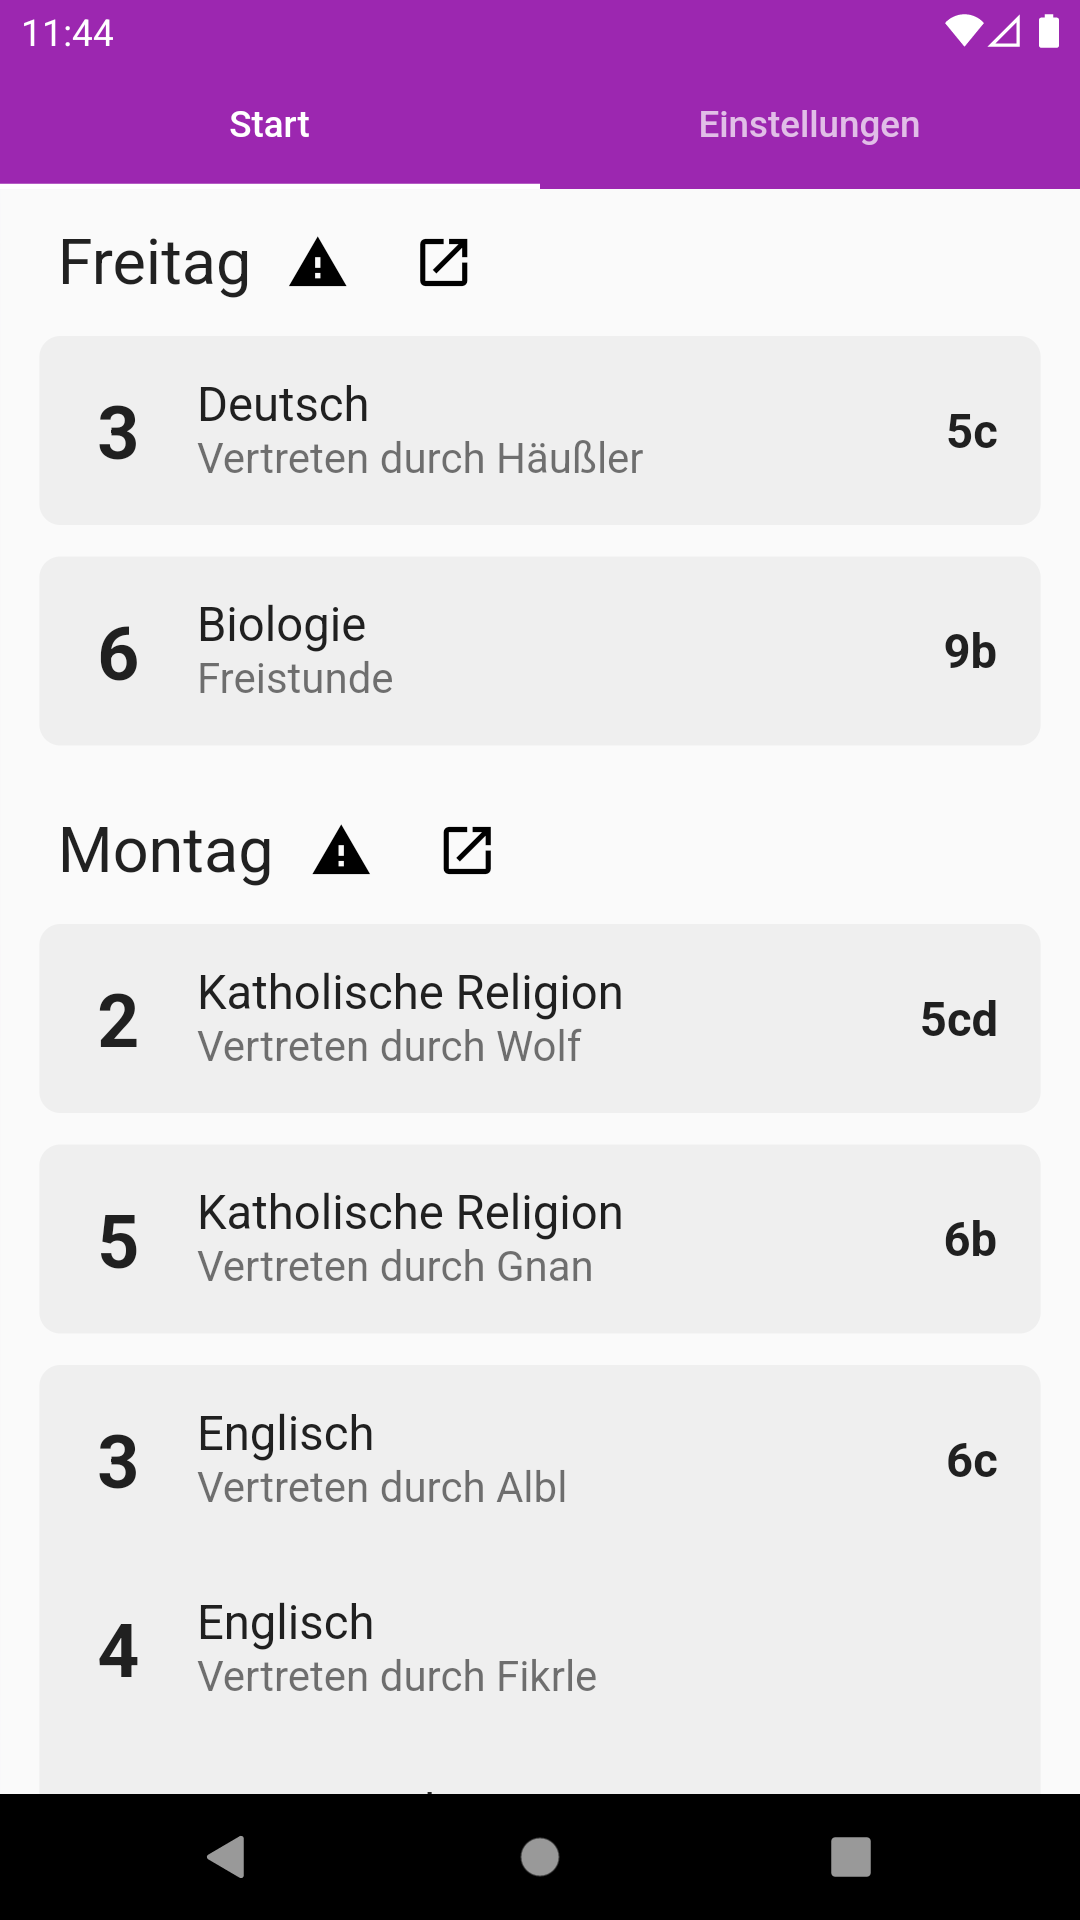 11:44
Start
Einstellungen
Freitag
3
Deutsch
Vertreten durch Häußler
5c
6
Biologie
Freistunde
9b
Montag
2
Katholische Religion
Vertreten durch Wolf
5cd
5
Katholische Religion
Vertreten durch Gnan
6b
3
Englisch
Vertreten durch Albl
6c
4
Englisch
Vertreten durch Fikrle